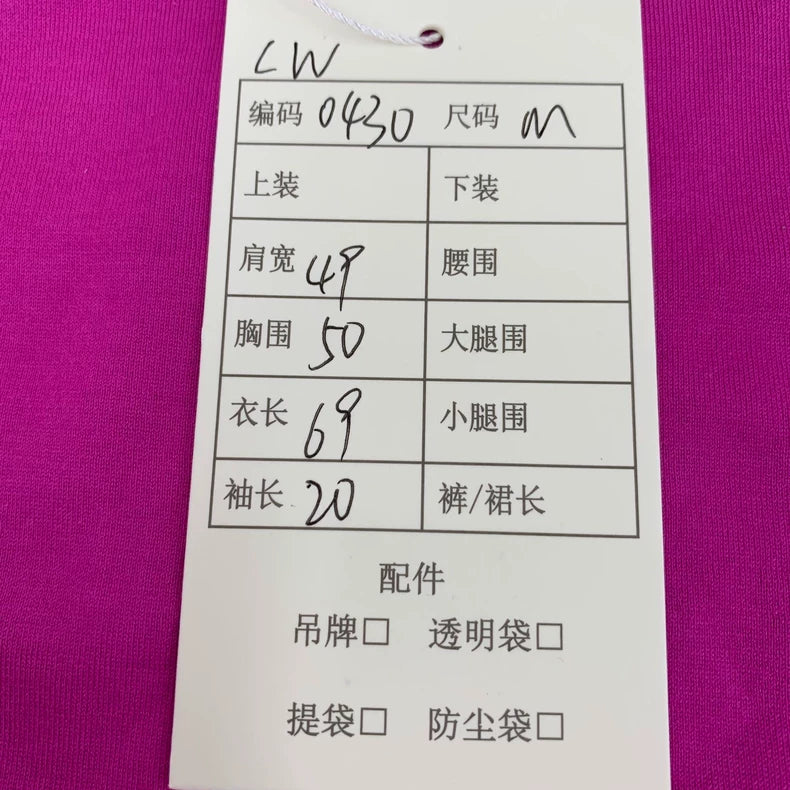 LW
编码 0430 尺码 M
上装 下装
肩宽 49 腰围
胸围 50 大腿围
衣长 69 小腿围
袖长 20 裤/裙长
配件
吊牌□ 透明袋□
提袋□ 防尘袋□